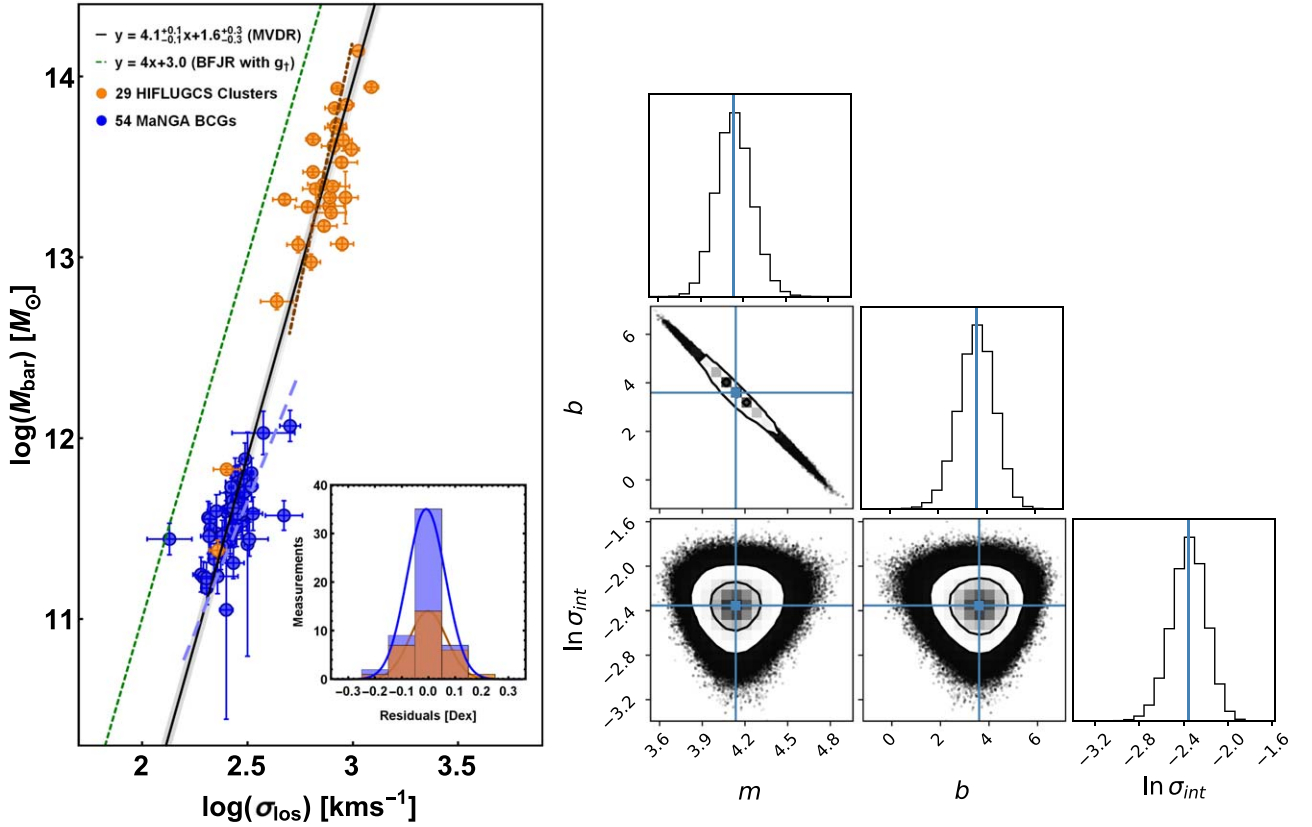 y = 4.1+0.1−0.1x+1.6+0.3−0.3 (MVDR)
y = 4x+3.0 (BFJR with g†)
29 HIFLUGCS Clusters
54 MaNGA BCGs
log(Mbar) [M⊙]
14
13
12
11
2 2.5 3 3.5
log(σlos) [kms−1]
Measurements
40
30
20
10
0
−0.3 −0.2 −0.1 0.0 0.1 0.2 0.3
Residuals [Dex]
b
6
4
2
0
ln σint
−1.6
−2.0
−2.4
−2.8
−3.2
3.6 3.9 4.2 4.5 4.8
m
0 2 4 6
b
−3.2 −2.8 −2.4 −2.0 −1.6
ln σint